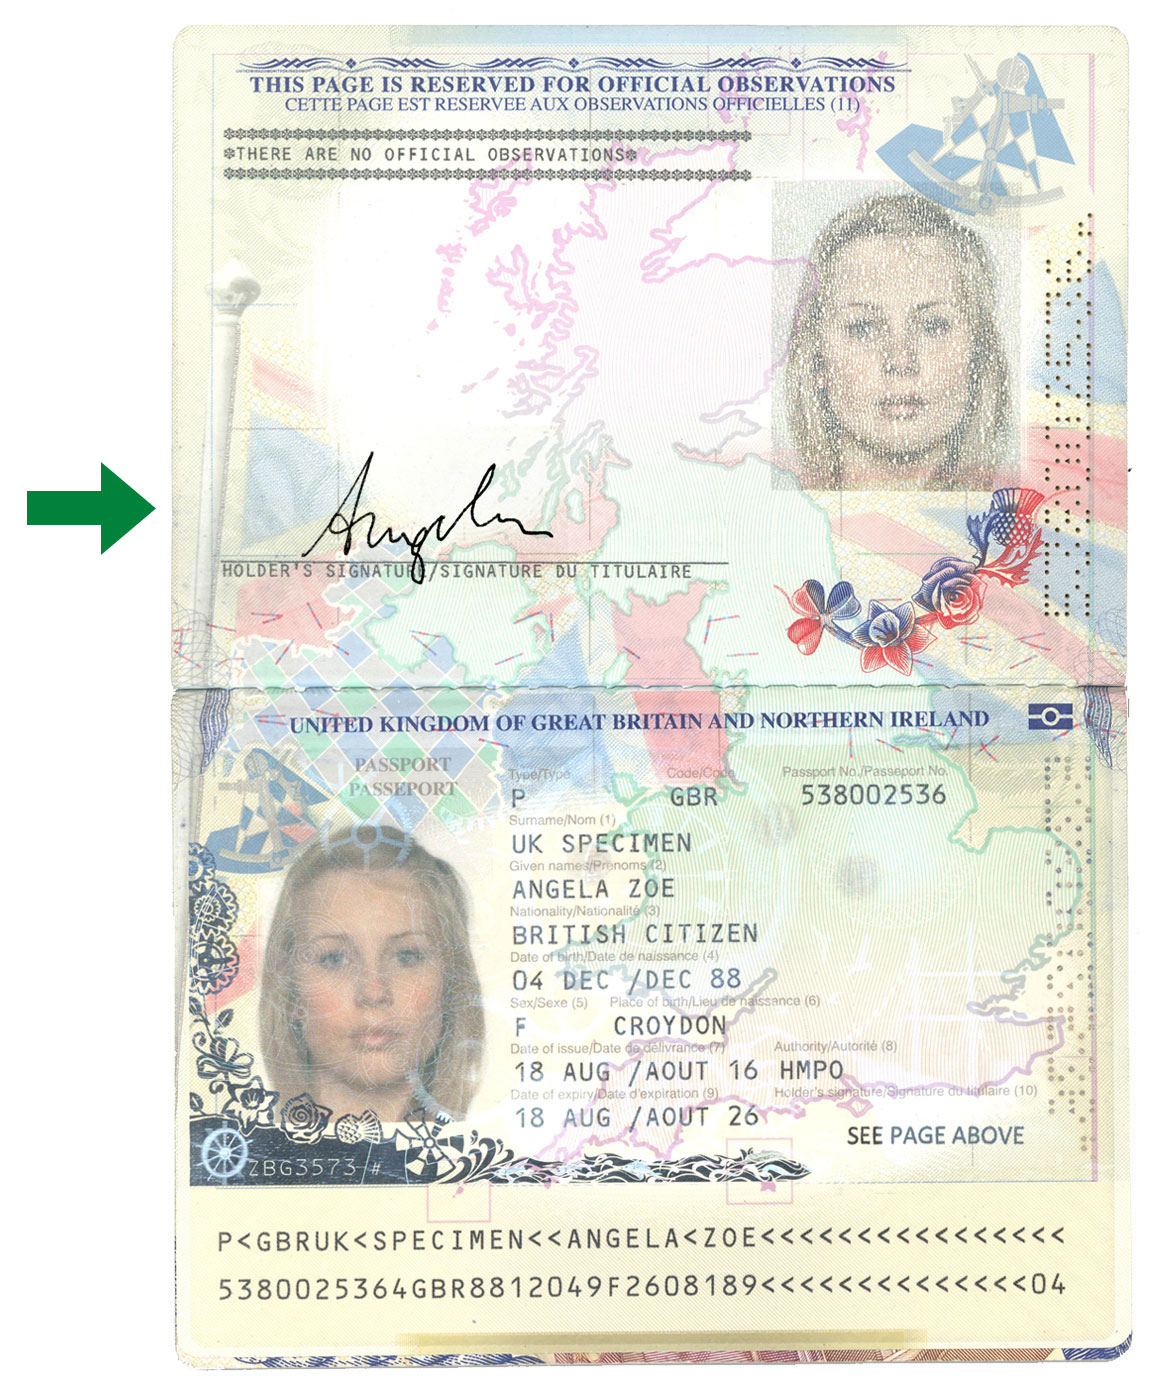 THIS PAGE IS RESERVED FOR OFFICIAL OBSERVATIONS
CETTE PAGE EST RESERVEE AUX OBSERVATIONS OFFICIELLES (11)
*THERE ARE NO OFFICIAL OBSERVATIONS*
Angela
HOLDER'S SIGNATURE/SIGNATURE DU TITULAIRE
UNITED KINGDOM OF GREAT BRITAIN AND NORTHERN IRELAND
PASSPORT
PASSEPORT
Type/Type Code/Code Passport No./Passeport No.
P GBR 538002536
Surname/Nom (1)
UK SPECIMEN
Given names/Prénoms (2)
ANGELA ZOE
Nationality/Nationalité (3)
BRITISH CITIZEN
Date of birth/Date de naissance (4)
04 DEC /DEC 88
Sex/Sexe (5) Place of birth/Lieu de naissance (6)
F CROYDON
Date of issue/Date de délivrance (7) Authority/Autorité (8)
18 AUG /AOUT 16 HMPO
Date of expiry/Date d'expiration (9) Holder's signature/Signature du titulaire (10)
18 AUG /AOUT 26
SEE PAGE ABOVE
ZBG3573 #
P<GBRUK<SPECIMEN<<ANGELA<ZOE<<<<<<<<<<<<<<<<
5380025364GBR8812049F2608189<<<<<<<<<<<<<<04